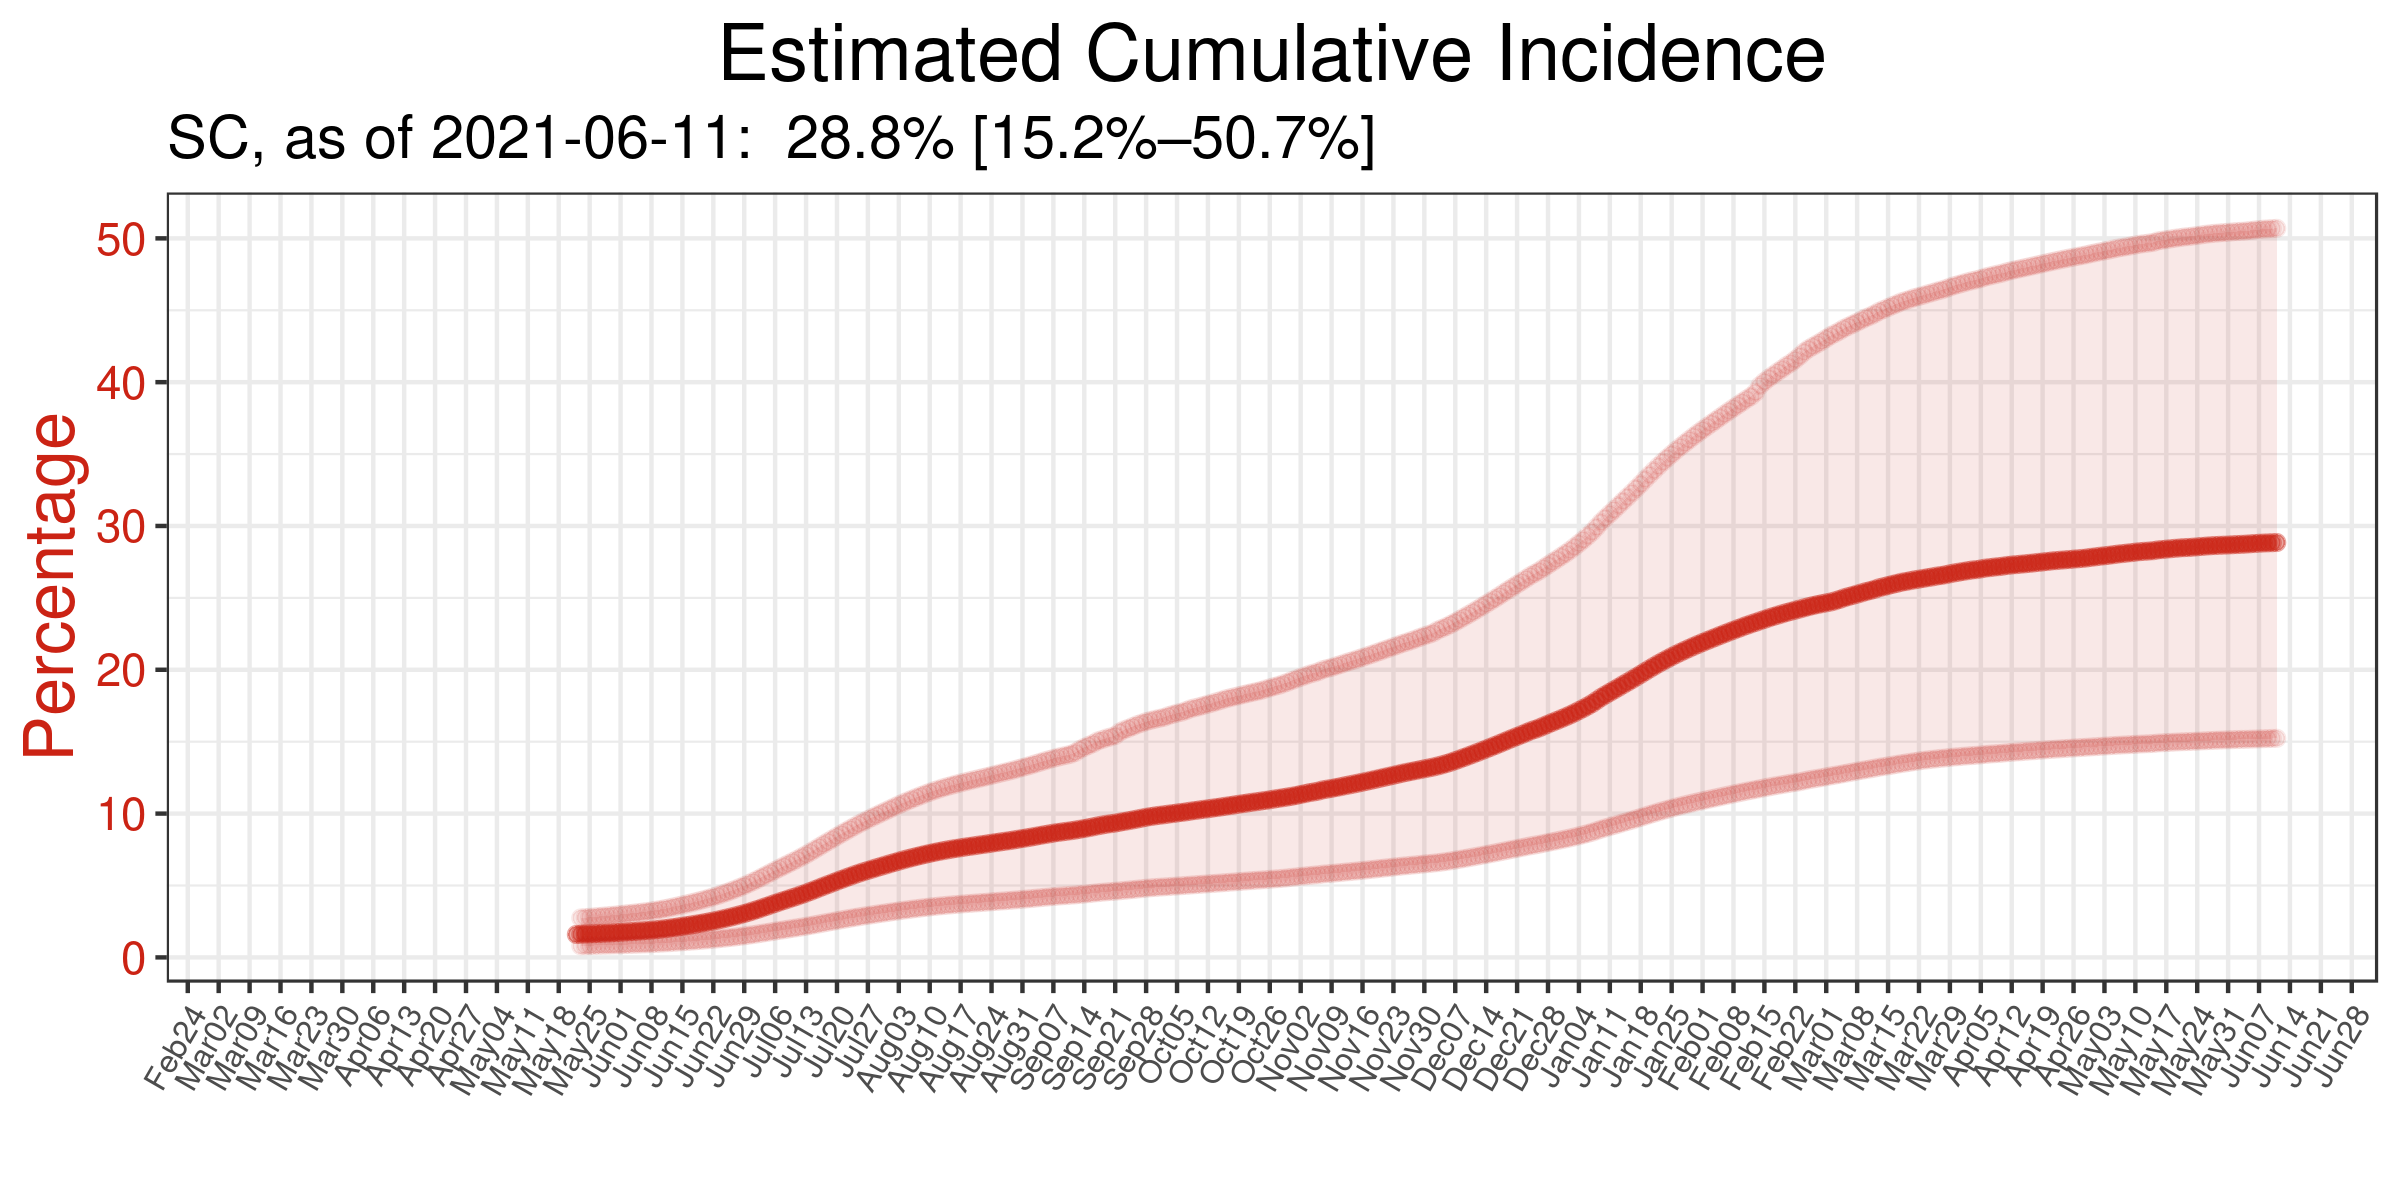 Estimated Cumulative Incidence
SC, as of 2021-06-11:  28.8% [15.2%–50.7%]
Percentage
50
40
30
20
10
0
Feb24
Mar02
Mar09
Mar16
Mar23
Mar30
Apr06
Apr13
Apr20
Apr27
May04
May11
May18
May25
Jun01
Jun08
Jun15
Jun22
Jun29
Jul06
Jul13
Jul20
Jul27
Aug03
Aug10
Aug17
Aug24
Aug31
Sep07
Sep14
Sep21
Sep28
Oct05
Oct12
Oct19
Oct26
Nov02
Nov09
Nov16
Nov23
Nov30
Dec07
Dec14
Dec21
Dec28
Jan04
Jan11
Jan18
Jan25
Feb01
Feb08
Feb15
Feb22
Mar01
Mar08
Mar15
Mar22
Mar29
Apr05
Apr12
Apr19
Apr26
May03
May10
May17
May24
May31
Jun07
Jun14
Jun21
Jun28